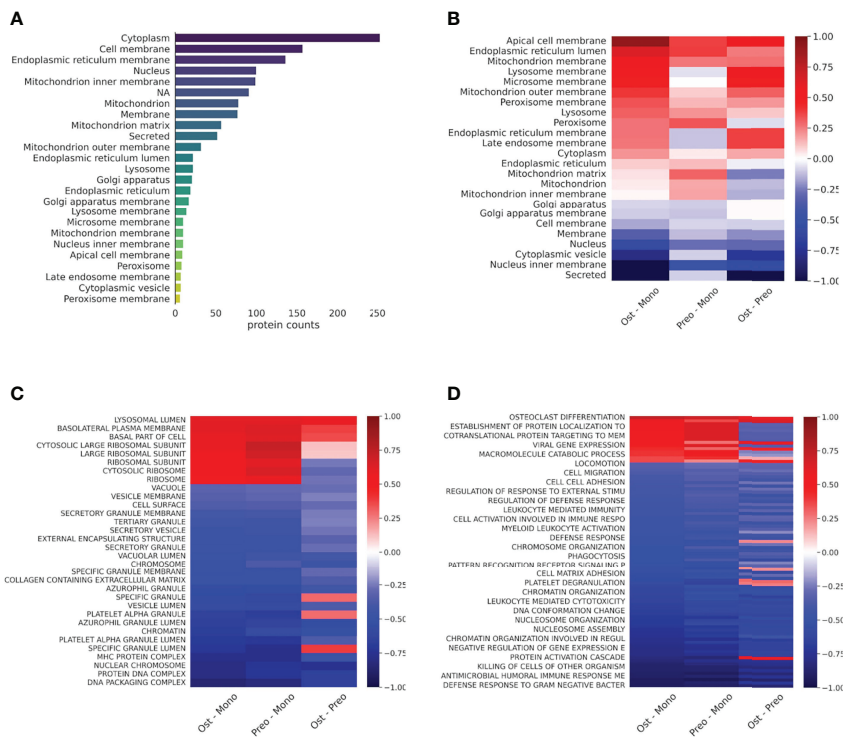 A
Cytoplasm
Cell membrane
Endoplasmic reticulum membrane
Nucleus
Mitochondrion inner membrane
NA
Mitochondrion
Membrane
Mitochondrion matrix
Secreted
Mitochondrion outer membrane
Endoplasmic reticulum lumen
Lysosome
Golgi apparatus
Endoplasmic reticulum
Golgi apparatus membrane
Lysosome membrane
Microsome membrane
Mitochondrion membrane
Nucleus inner membrane
Apical cell membrane
Peroxisome
Late endosome membrane
Cytoplasmic vesicle
Peroxisome membrane
0 50 100 150 200 250
protein counts
B
Apical cell membrane
Endoplasmic reticulum lumen
Mitochondrion membrane
Lysosome membrane
Microsome membrane
Mitochondrion outer membrane
Peroxisome membrane
Lysosome
Peroxisome
Endoplasmic reticulum membrane
Late endosome membrane
Cytoplasm
Endoplasmic reticulum
Mitochondrion matrix
Mitochondrion
Mitochondrion inner membrane
Golgi apparatus
Golgi apparatus membrane
Cell membrane
Membrane
Nucleus
Cytoplasmic vesicle
Nucleus inner membrane
Secreted
Ost - Mono
Preo - Mono
Ost - Preo
1.00
0.75
0.50
0.25
0.00
−0.25
−0.50
−0.75
−1.00
C
LYSOSOMAL LUMEN
BASOLATERAL PLASMA MEMBRANE
BASAL PART OF CELL
CYTOSOLIC LARGE RIBOSOMAL SUBUNIT
LARGE RIBOSOMAL SUBUNIT
RIBOSOMAL SUBUNIT
CYTOSOLIC RIBOSOME
RIBOSOME
VACUOLE
VESICLE MEMBRANE
CELL SURFACE
SECRETORY GRANULE MEMBRANE
TERTIARY GRANULE
SECRETORY VESICLE
EXTERNAL ENCAPSULATING STRUCTURE
SECRETORY GRANULE
VACUOLAR LUMEN
CHROMOSOME
SPECIFIC GRANULE MEMBRANE
COLLAGEN CONTAINING EXTRACELLULAR MATRIX
AZUROPHIL GRANULE
SPECIFIC GRANULE
VESICLE LUMEN
PLATELET ALPHA GRANULE
AZUROPHIL GRANULE LUMEN
CHROMATIN
PLATELET ALPHA GRANULE LUMEN
SPECIFIC GRANULE LUMEN
MHC PROTEIN COMPLEX
NUCLEAR CHROMOSOME
PROTEIN DNA COMPLEX
DNA PACKAGING COMPLEX
Ost - Mono
Preo - Mono
Ost - Preo
1.00
0.75
0.50
0.25
0.00
−0.25
−0.50
−0.75
−1.00
D
OSTEOCLAST DIFFERENTIATION
ESTABLISHMENT OF PROTEIN LOCALIZATION TO
COTRANSLATIONAL PROTEIN TARGETING TO MEM
VIRAL GENE EXPRESSION
MACROMOLECULE CATABOLIC PROCESS
LOCOMOTION
CELL MIGRATION
CELL CELL ADHESION
REGULATION OF RESPONSE TO EXTERNAL STIMU
REGULATION OF DEFENSE RESPONSE
LEUKOCYTE MEDIATED IMMUNITY
CELL ACTIVATION INVOLVED IN IMMUNE RESPO
MYELOID LEUKOCYTE ACTIVATION
DEFENSE RESPONSE
CHROMOSOME ORGANIZATION
PHAGOCYTOSIS
PATTERN RECOGNITION RECEPTOR SIGNALING P
CELL MATRIX ADHESION
PLATELET DEGRANULATION
CHROMATIN ORGANIZATION
LEUKOCYTE MEDIATED CYTOTOXICITY
DNA CONFORMATION CHANGE
NUCLEOSOME ORGANIZATION
NUCLEOSOME ASSEMBLY
CHROMATIN ORGANIZATION INVOLVED IN REGUL
NEGATIVE REGULATION OF GENE EXPRESSION E
PROTEIN ACTIVATION CASCADE
KILLING OF CELLS OF OTHER ORGANISM
ANTIMICROBIAL HUMORAL IMMUNE RESPONSE ME
DEFENSE RESPONSE TO GRAM NEGATIVE BACTER
Ost - Mono
Preo - Mono
Ost - Preo
1.00
0.75
0.50
0.25
0.00
−0.25
−0.50
−0.75
−1.00